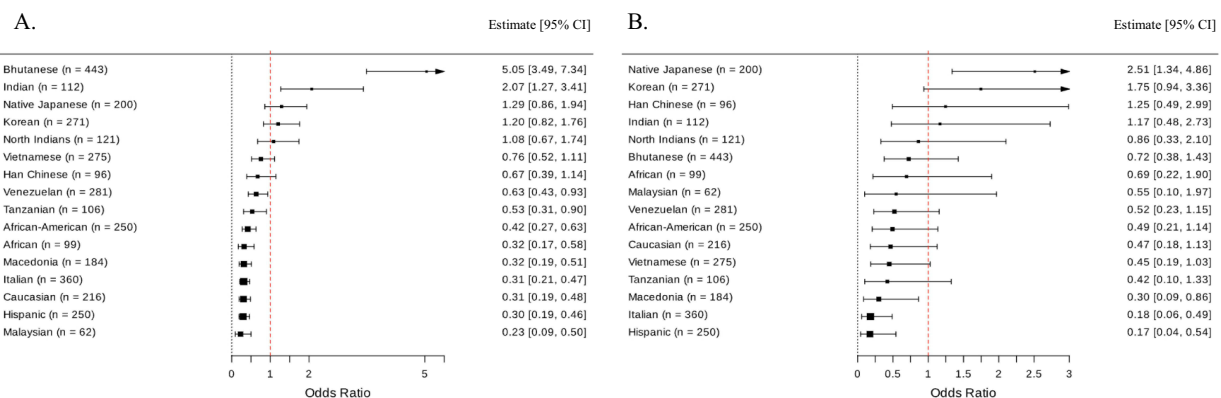 A.
Estimate [95% CI]
Bhutanese (n = 443) 5.05 [3.49, 7.34]
Indian (n = 112) 2.07 [1.27, 3.41]
Native Japanese (n = 200) 1.29 [0.86, 1.94]
Korean (n = 271) 1.20 [0.82, 1.76]
North Indians (n = 121) 1.08 [0.67, 1.74]
Vietnamese (n = 275) 0.76 [0.52, 1.11]
Han Chinese (n = 96) 0.67 [0.39, 1.14]
Venezuelan (n = 281) 0.63 [0.43, 0.93]
Tanzanian (n = 106) 0.53 [0.31, 0.90]
African-American (n = 250) 0.42 [0.27, 0.63]
African (n = 99) 0.32 [0.17, 0.58]
Macedonia (n = 184) 0.32 [0.19, 0.51]
Italian (n = 360) 0.31 [0.21, 0.47]
Caucasian (n = 216) 0.31 [0.19, 0.48]
Hispanic (n = 250) 0.30 [0.19, 0.46]
Malaysian (n = 62) 0.23 [0.09, 0.50]
0 1 2 5
Odds Ratio
B.
Estimate [95% CI]
Native Japanese (n = 200) 2.51 [1.34, 4.86]
Korean (n = 271) 1.75 [0.94, 3.36]
Han Chinese (n = 96) 1.25 [0.49, 2.99]
Indian (n = 112) 1.17 [0.48, 2.73]
North Indians (n = 121) 0.86 [0.33, 2.10]
Bhutanese (n = 443) 0.72 [0.38, 1.43]
African (n = 99) 0.69 [0.22, 1.90]
Malaysian (n = 62) 0.55 [0.10, 1.97]
Venezuelan (n = 281) 0.52 [0.23, 1.15]
African-American (n = 250) 0.49 [0.21, 1.14]
Caucasian (n = 216) 0.47 [0.18, 1.13]
Vietnamese (n = 275) 0.45 [0.19, 1.03]
Tanzanian (n = 106) 0.42 [0.10, 1.33]
Macedonia (n = 184) 0.30 [0.09, 0.86]
Italian (n = 360) 0.18 [0.06, 0.49]
Hispanic (n = 250) 0.17 [0.04, 0.54]
0 0.5 1 1.5 2 2.5 3
Odds Ratio